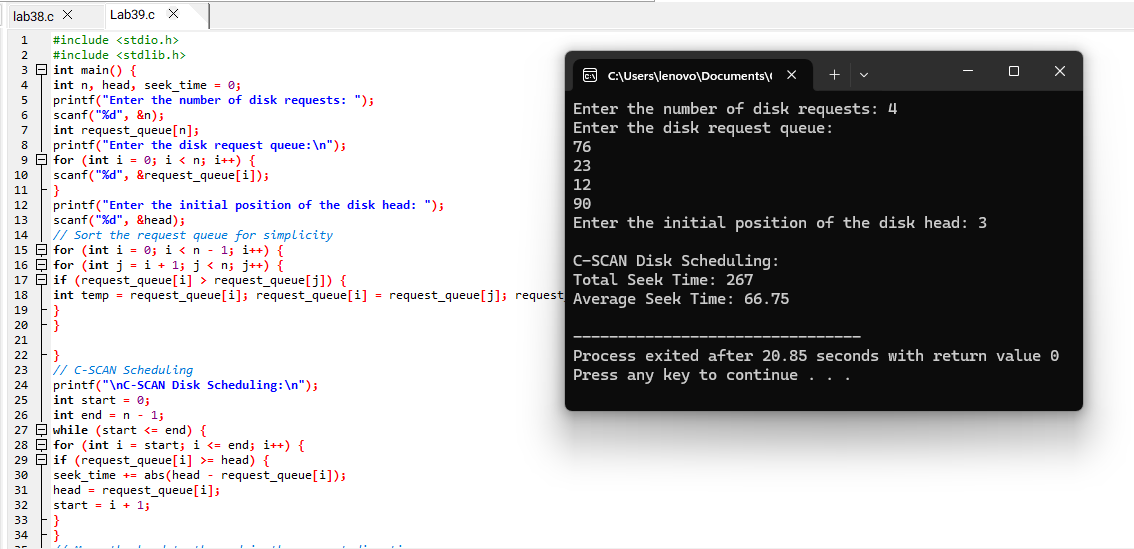 lab38.c
Lab39.c
1 #include <stdio.h>
2 #include <stdlib.h>
3 int main() {
4 int n, head, seek_time = 0;
5 printf("Enter the number of disk requests: ");
6 scanf("%d", &n);
7 int request_queue[n];
8 printf("Enter the disk request queue:\n");
9 for (int i = 0; i < n; i++) {
10 scanf("%d", &request_queue[i]);
11 }
12 printf("Enter the initial position of the disk head: ");
13 scanf("%d", &head);
14 // Sort the request queue for simplicity
15 for (int i = 0; i < n - 1; i++) {
16 for (int j = i + 1; j < n; j++) {
17 if (request_queue[i] > request_queue[j]) {
18 int temp = request_queue[i]; request_queue[i] = request_queue[j]; request
19 }
20 }
21
22 }
23 // C-SCAN Scheduling
24 printf("\nC-SCAN Disk Scheduling:\n");
25 int start = 0;
26 int end = n - 1;
27 while (start <= end) {
28 for (int i = start; i <= end; i++) {
29 if (request_queue[i] >= head) {
30 seek_time += abs(head - request_queue[i]);
31 head = request_queue[i];
32 start = i + 1;
33 }
34 }
C:\Users\lenovo\Documents\
Enter the number of disk requests: 4
Enter the disk request queue:
76
23
12
90
Enter the initial position of the disk head: 3
C-SCAN Disk Scheduling:
Total Seek Time: 267
Average Seek Time: 66.75
--------------------------------
Process exited after 20.85 seconds with return value 0
Press any key to continue . . .